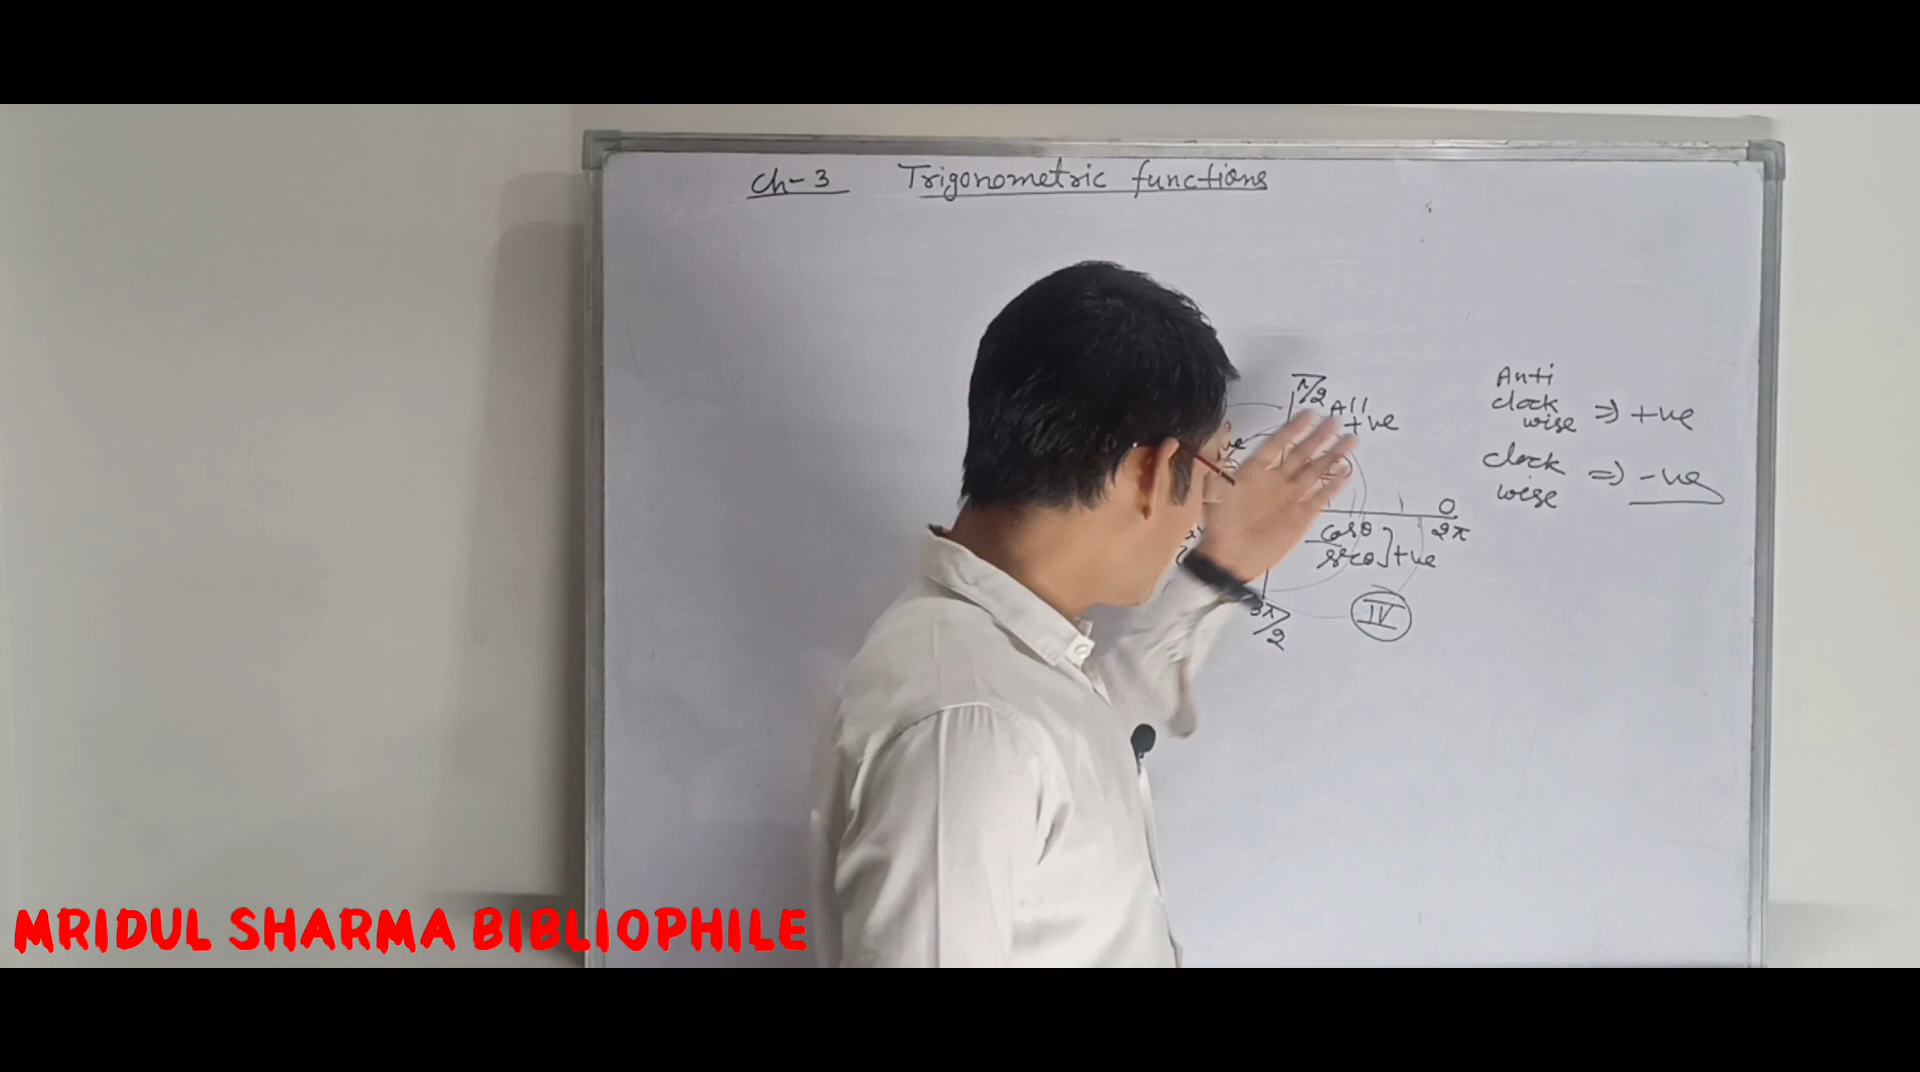 Ch-3 Trigonometric functions
π/2
All
+ve
ve
Anti
clock
wise ⇒ +ve
clock
wise ⇒ -ve
0
2π
cosθ
secθ] +ve
3π/2
IV
MRIDUL SHARMA BIBLIOPHILE